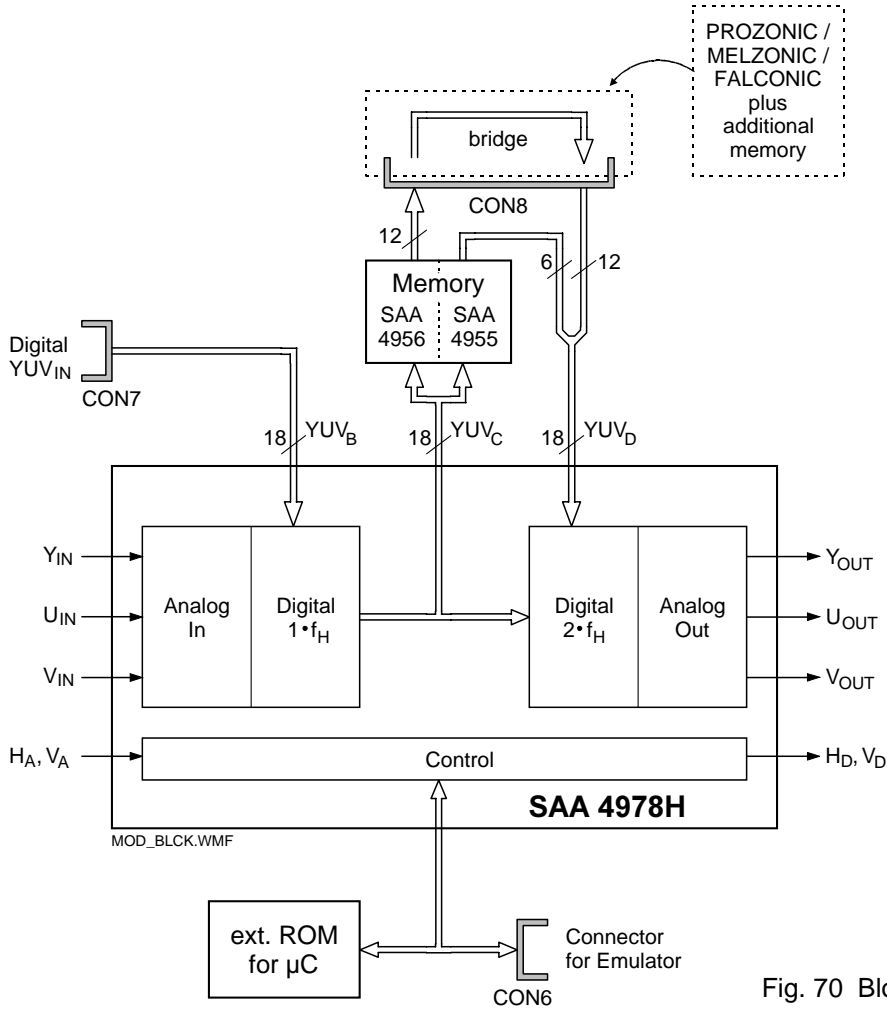 PROZONIC /
MELZONIC /
FALCONIC
plus
additional
memory
bridge
CON8
12
6
12
Memory
SAA
4956
SAA
4955
Digital
YUVIN
CON7
18
YUVB
18
YUVC
18
YUVD
YIN
UIN
VIN
Analog
In
Digital
1•fH
Digital
2•fH
Analog
Out
YOUT
UOUT
VOUT
HA, VA
Control
HD, VD
SAA 4978H
MOD_BLCK.WMF
ext. ROM
for µC
Connector
for Emulator
CON6
Fig. 70 Blo